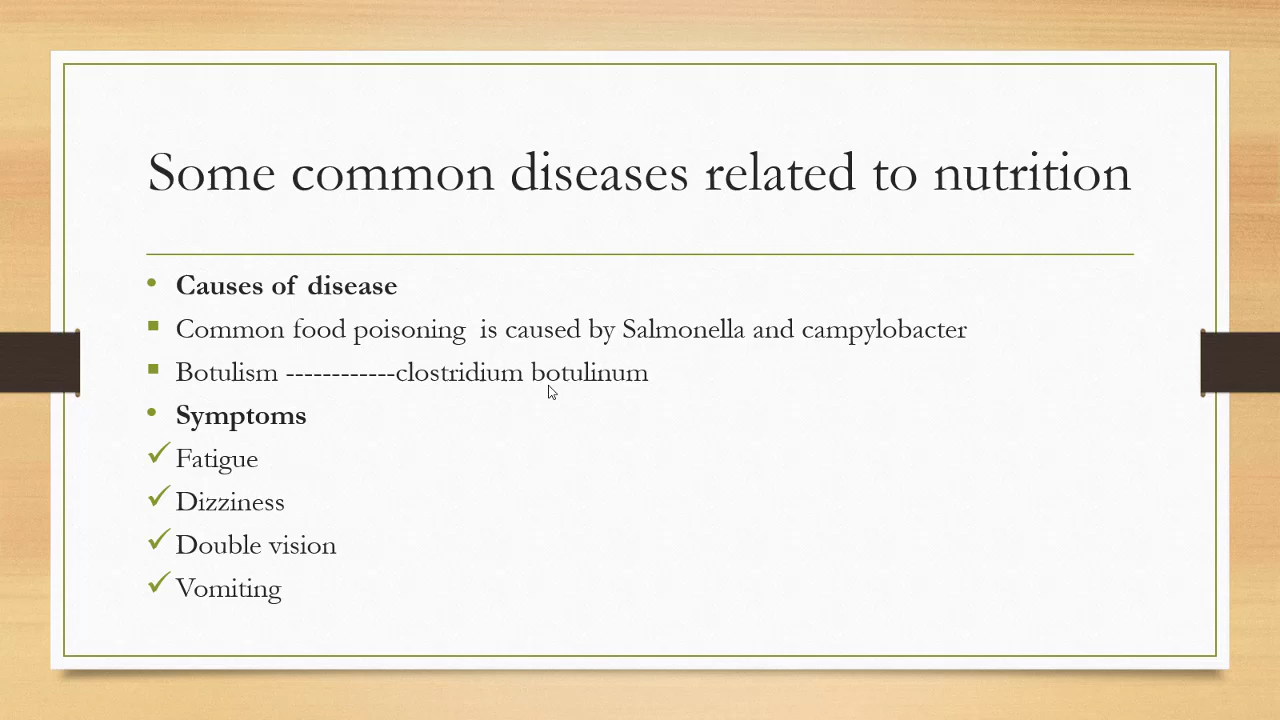 Some common diseases related to nutrition
• Causes of disease
▪ Common food poisoning  is caused by Salmonella and campylobacter
▪ Botulism ------------clostridium botulinum
• Symptoms
✓ Fatigue
✓ Dizziness
✓ Double vision
✓ Vomiting